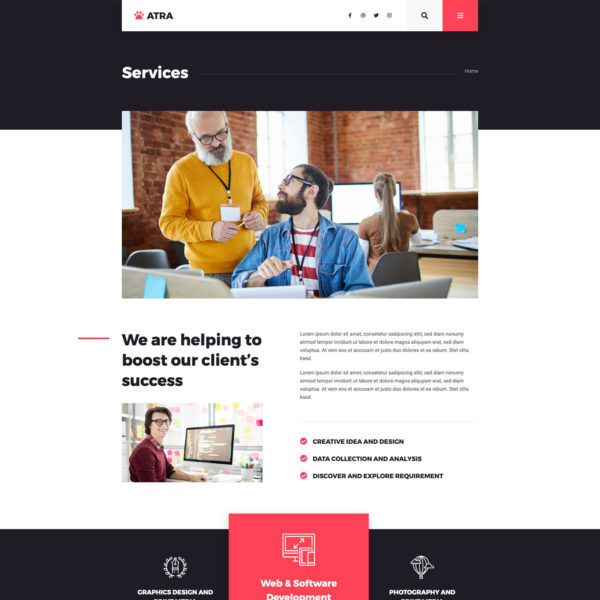 ATRA
Services
Home
We are helping to
boost our client's
success
Lorem ipsum dolor sit amet, consetetur sadipscing elitr, sed diam nonumy
eirmod tempor invidunt ut labore et dolore magna aliquyam erat, sed diam
voluptua. At vero eos et accusam et justo duo dolores et ea rebum. Stet clita
kasd.
Lorem ipsum dolor sit amet, consetetur sadipscing elitr, sed diam nonumy
eirmod tempor invidunt ut labore et dolore magna aliquyam erat, sed diam
voluptua. At vero eos et accusam et justo duo dolores et ea rebum. Stet clita
kasd.
CREATIVE IDEA AND DESIGN
DATA COLLECTION AND ANALYSIS
DISCOVER AND EXPLORE REQUIREMENT
Web & Software
Development
GRAPHICS DESIGN AND
PHOTOGRAPHY AND